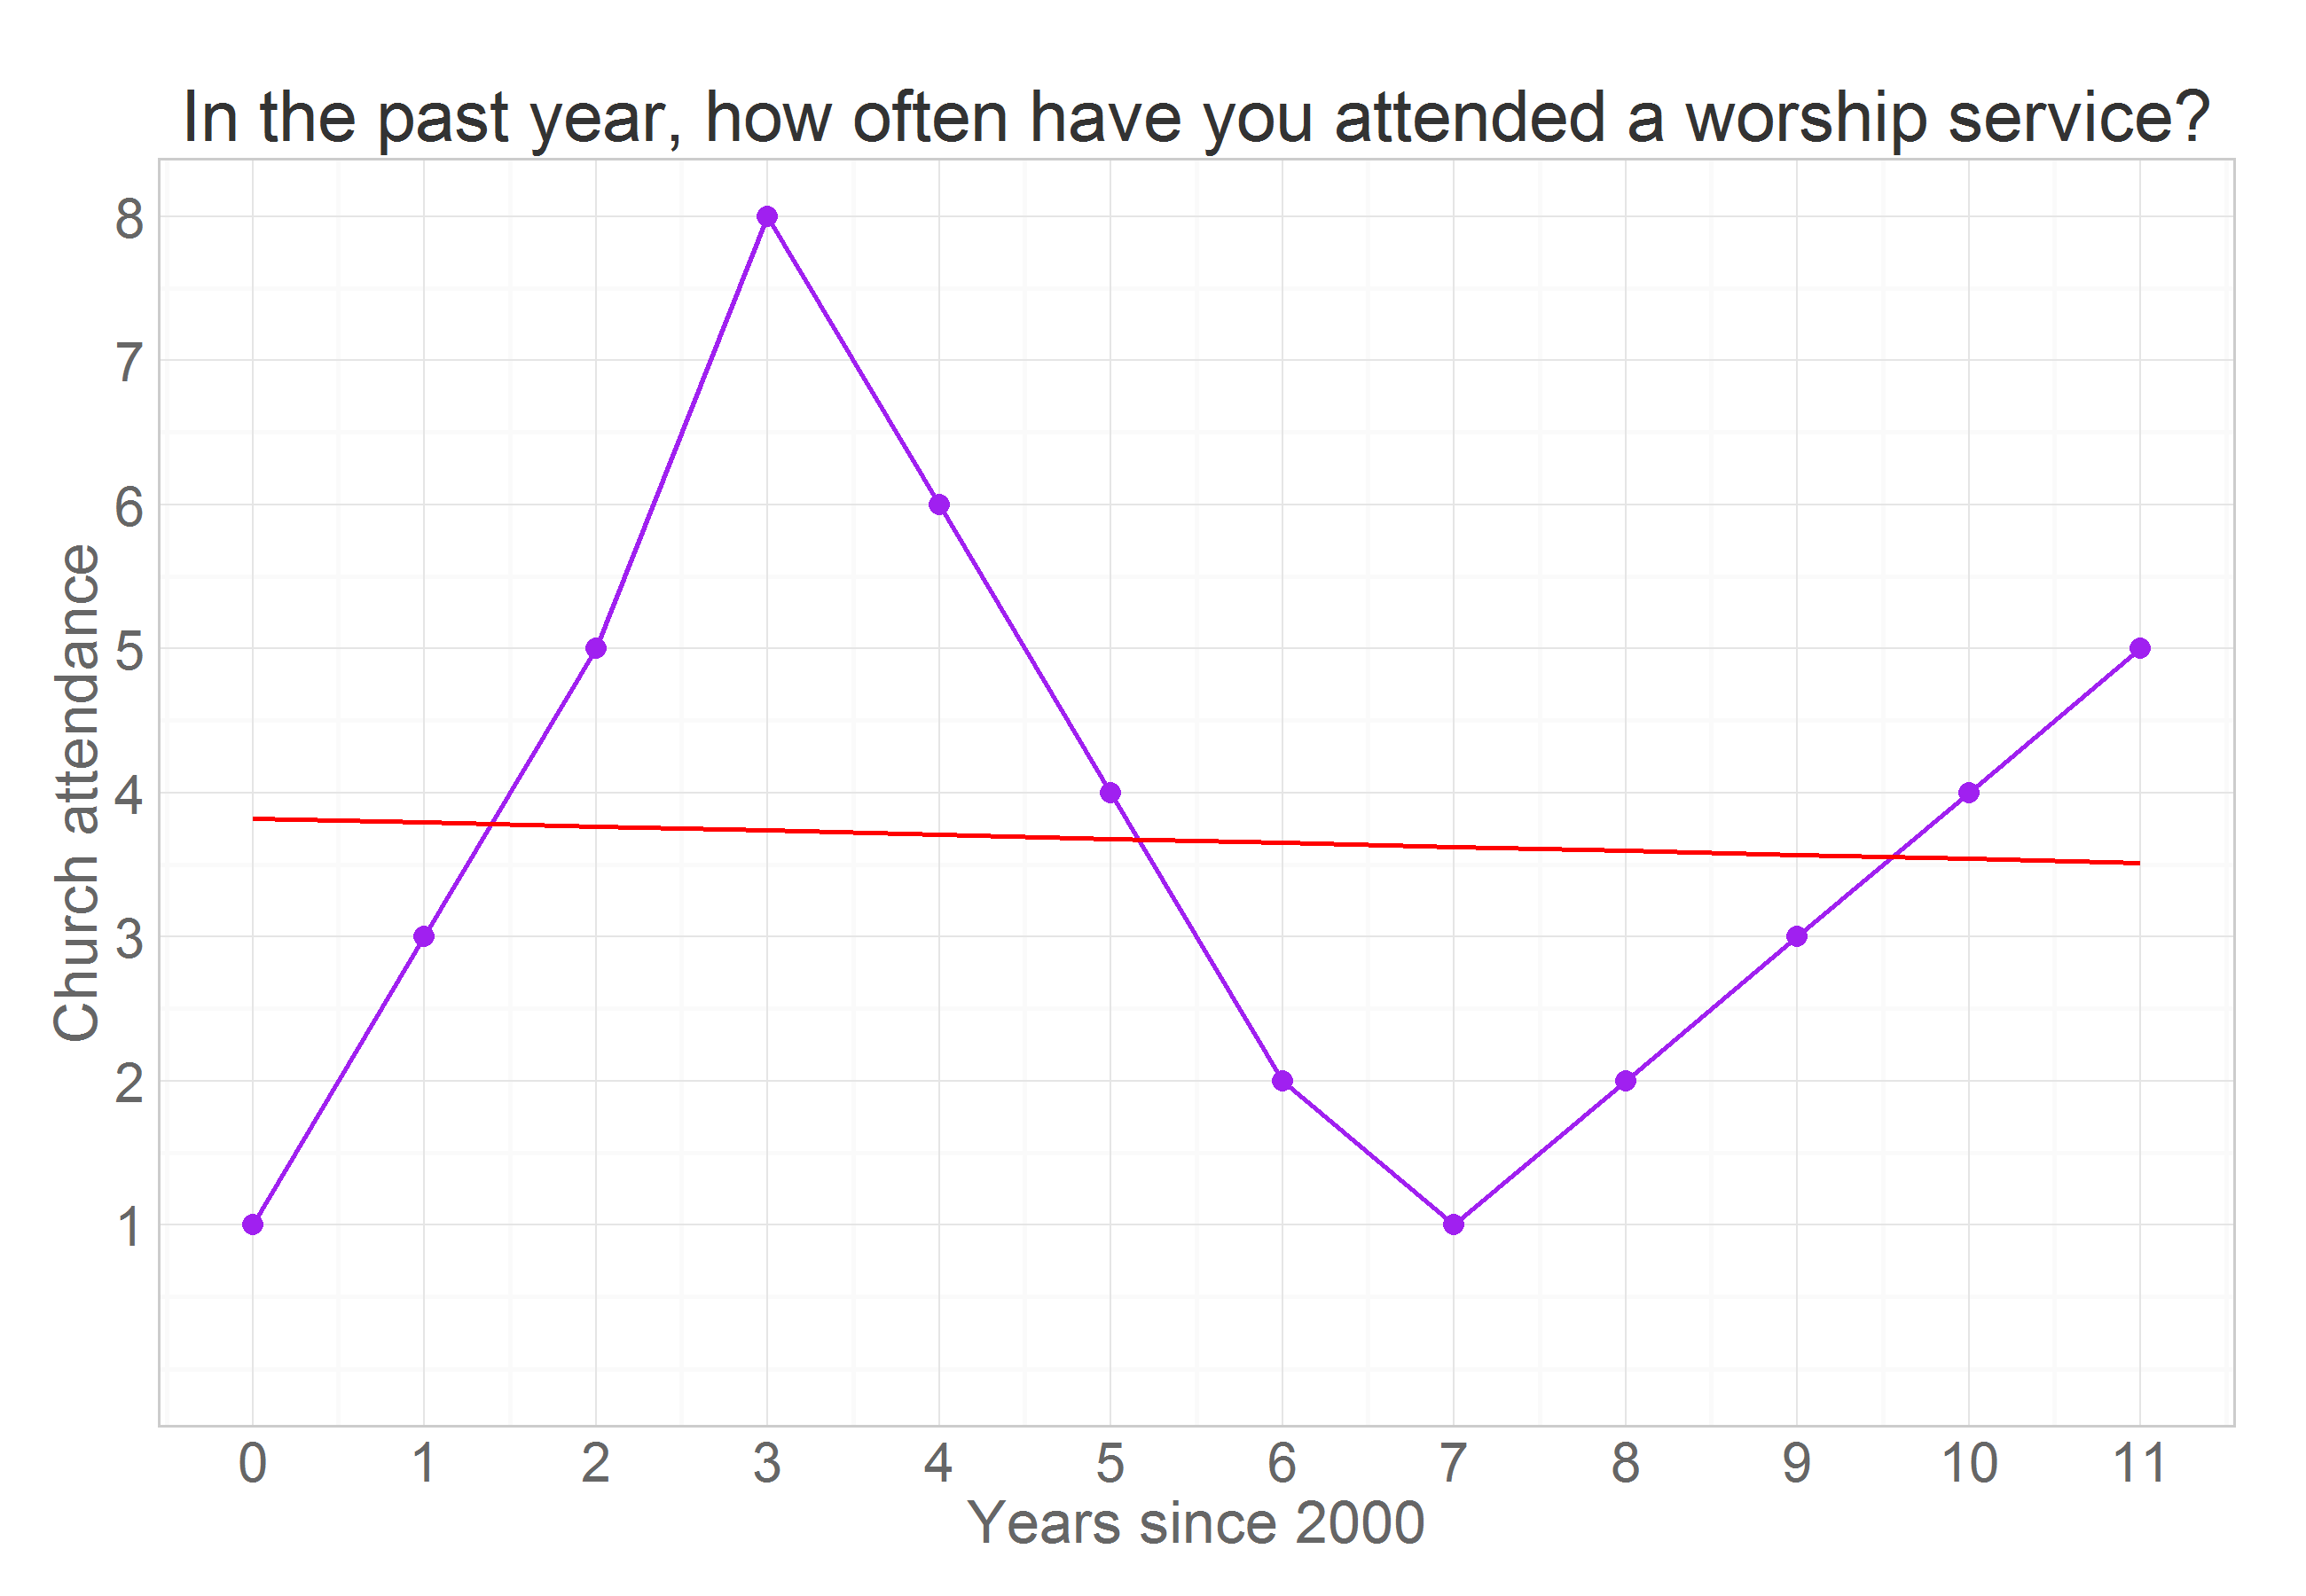 In the past year, how often have you attended a worship service?
Church attendance
8
7
6
5
4
3
2
1
0 1 2 3 4 5 6 7 8 9 10 11
Years since 2000